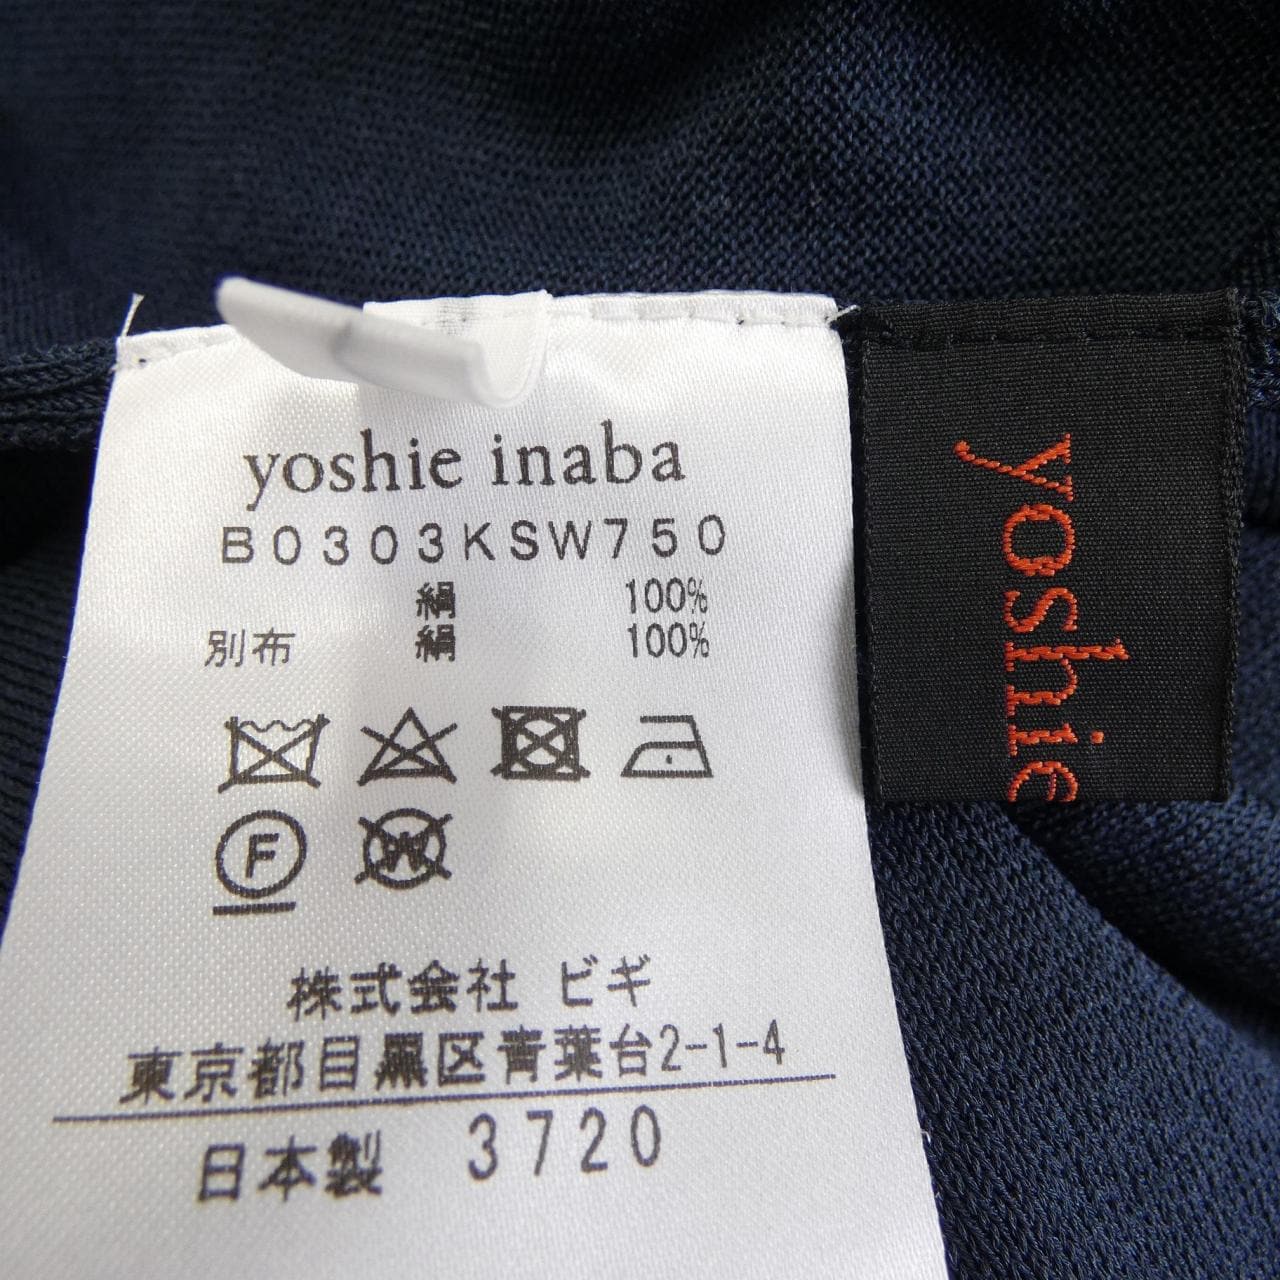 yoshie inaba
B0303KSW750
絹 100%
別布 絹 100%
F
W
株式会社 ビギ
東京都目黒区青葉台2-1-4
日本製 3720
yoshie